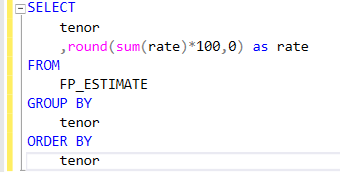 SELECT
tenor
,round(sum(rate)*100,0) as rate
FROM
FP_ESTIMATE
GROUP BY
tenor
ORDER BY
tenor